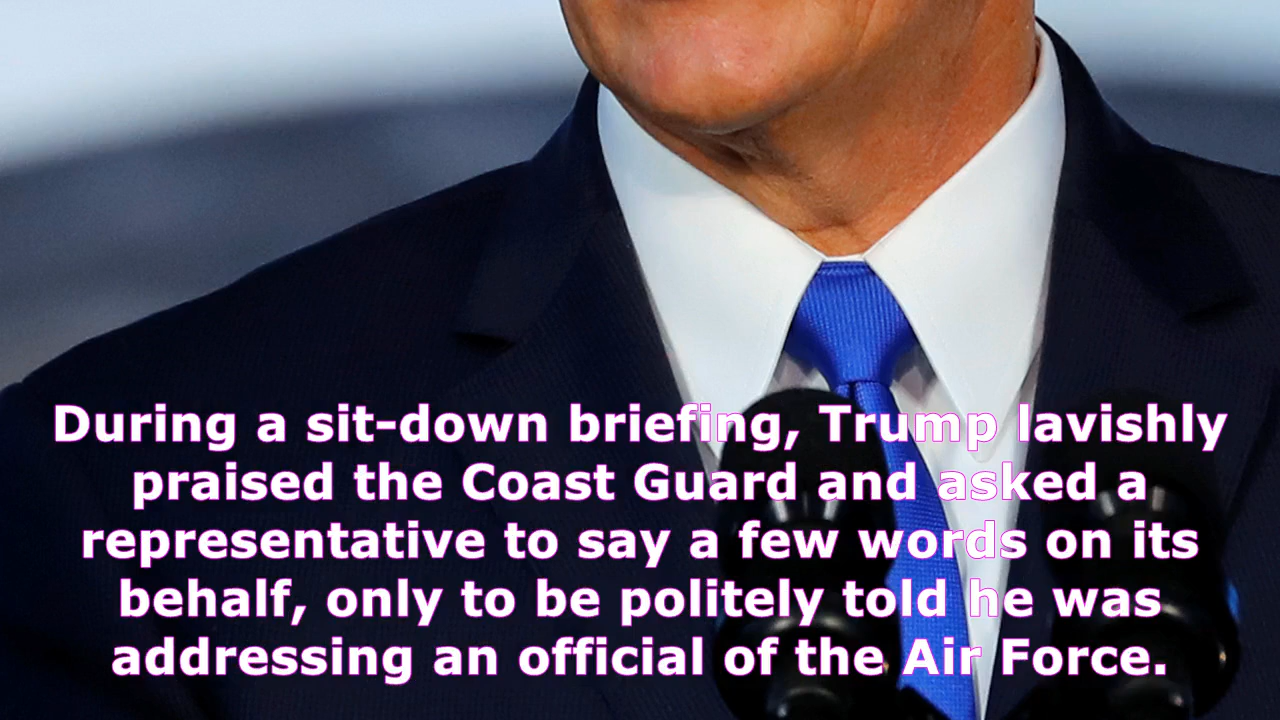 During a sit-down briefing, Trump lavishly
praised the Coast Guard and asked a
representative to say a few words on its
behalf, only to be politely told he was
addressing an official of the Air Force.